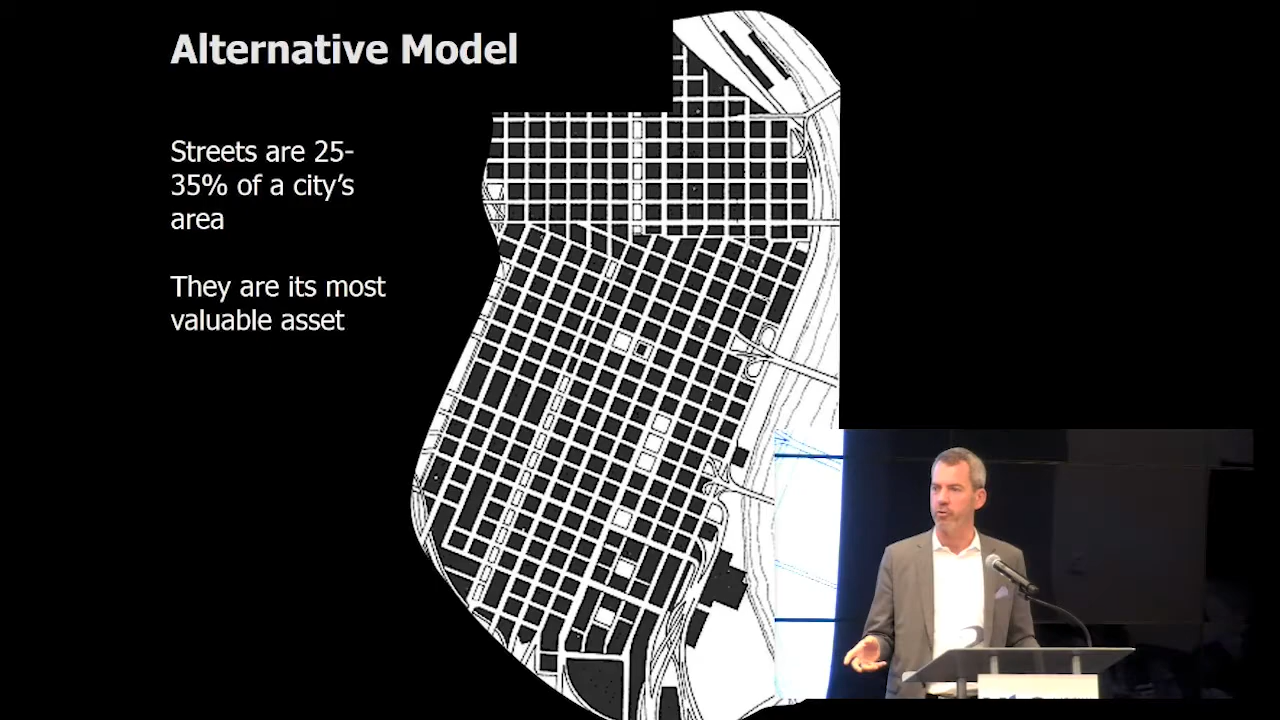 Alternative Model
Streets are 25-
35% of a city’s
area
They are its most
valuable asset